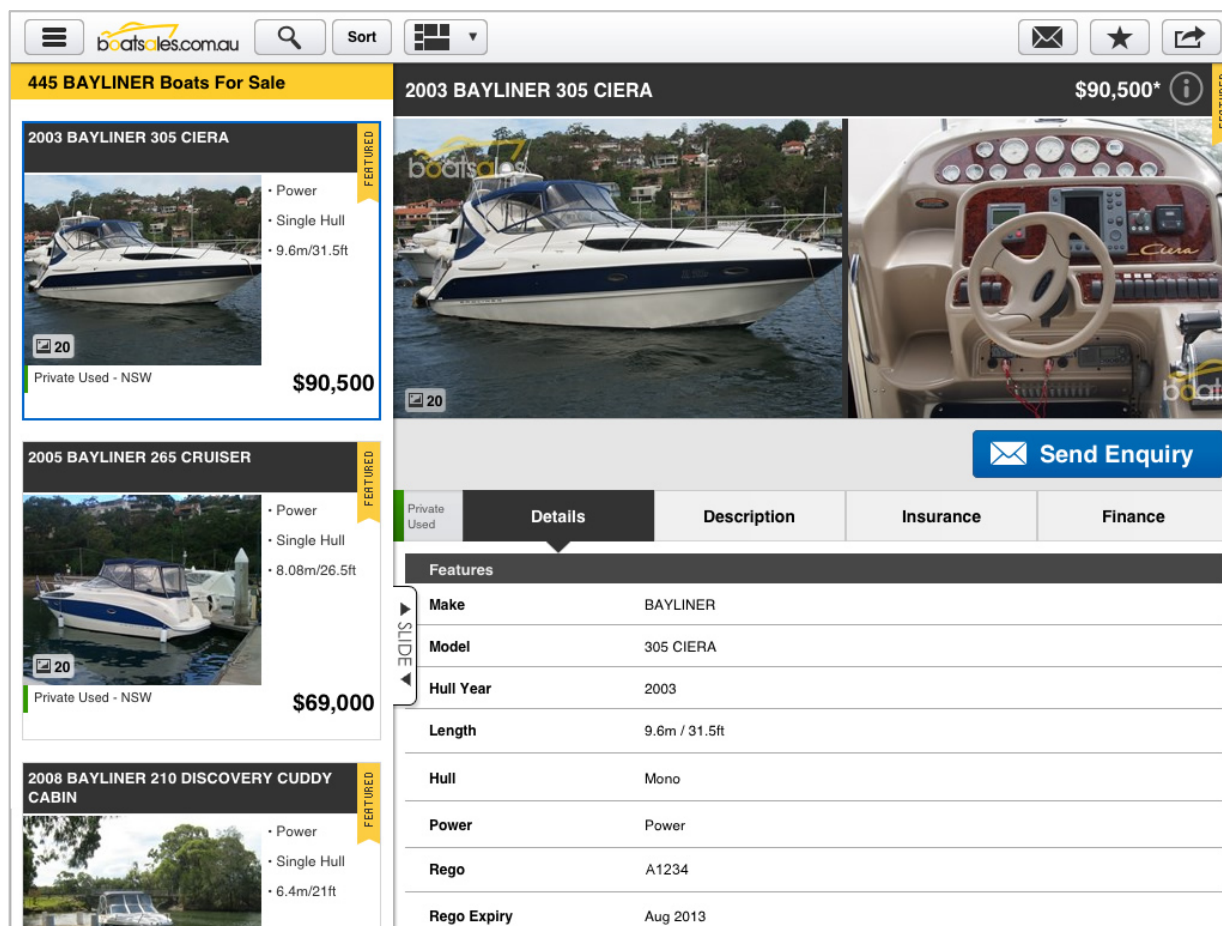 boatsales.com.au
Sort
445 BAYLINER Boats For Sale
2003 BAYLINER 305 CIERA
FEATURED
• Power
• Single Hull
• 9.6m/31.5ft
20
Private Used - NSW
$90,500
2005 BAYLINER 265 CRUISER
FEATURED
• Power
• Single Hull
• 8.08m/26.5ft
20
Private Used - NSW
$69,000
2008 BAYLINER 210 DISCOVERY CUDDY
CABIN
FEATURED
• Power
• Single Hull
• 6.4m/21ft
2003 BAYLINER 305 CIERA
$90,500*
FEATURED
boatsales
20
Ciera
boat
Send Enquiry
Private
Used
Details
Description
Insurance
Finance
Features
SLIDE
Make BAYLINER
Model 305 CIERA
Hull Year 2003
Length 9.6m / 31.5ft
Hull Mono
Power Power
Rego A1234
Rego Expiry Aug 2013